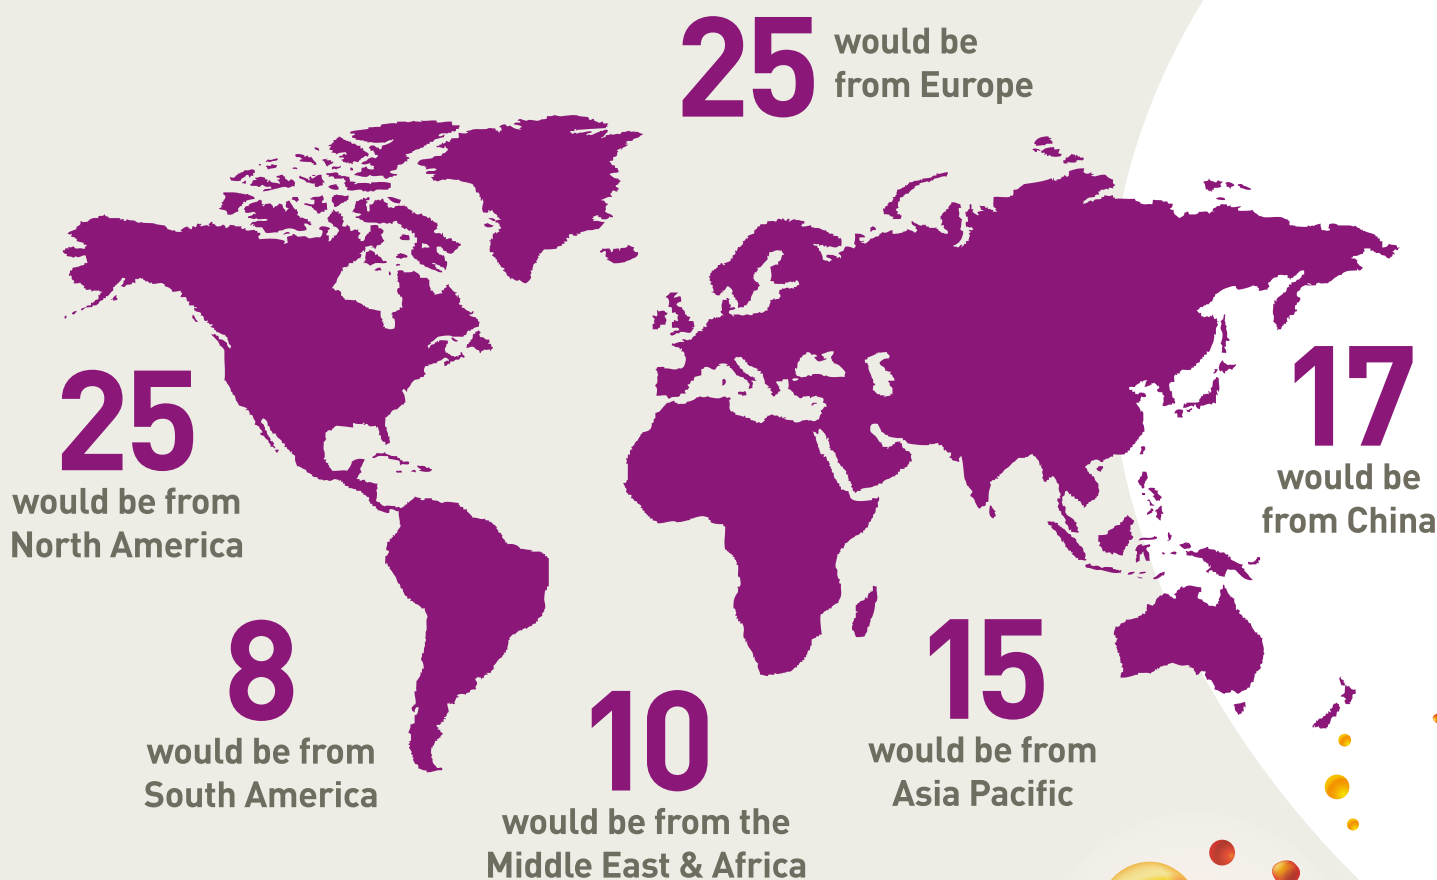 25
would be
from Europe
25
would be from
North America
17
would be
from China
8
would be from
South America
10
would be from the
Middle East & Africa
15
would be from
Asia Pacific